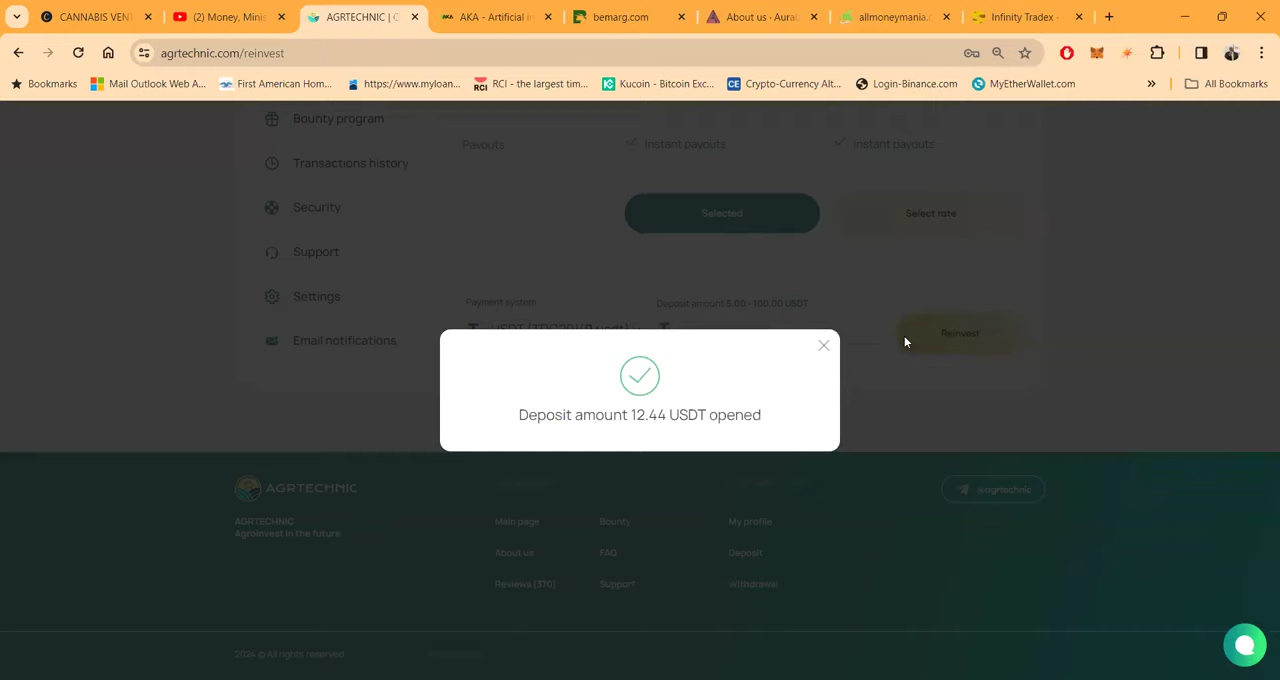 CANNABIS VEN
(2) Money, Minis
AGRTECHNIC | C
AKA - Artificial in
bemarg.com
About us · Aura
allmoneymania.c
Infinity Tradex -
agrtechnic.com/reinvest
Bookmarks
Mail Outlook Web A...
First American Hom...
https://www.myloan...
RCI - the largest tim...
Kucoin - Bitcoin Exc...
Crypto-Currency Alt...
Login-Binance.com
MyEtherWallet.com
All Bookmarks
Bounty program
Transactions history
Security
Support
Settings
Email notifications
Payouts
Instant payouts
Instant payouts
Selected
Select rate
Payment system
Deposit amount 5.00 - 100.00 USDT
Reinvest
Deposit amount 12.44 USDT opened
AGRTECHNIC
AGRTECHNIC
Agroinvest in the future
Main page
About us
Reviews (376)
Bounty
FAQ
Support
My profile
Deposit
Withdrawal
@agrtechnic
2024 © All rights reserved